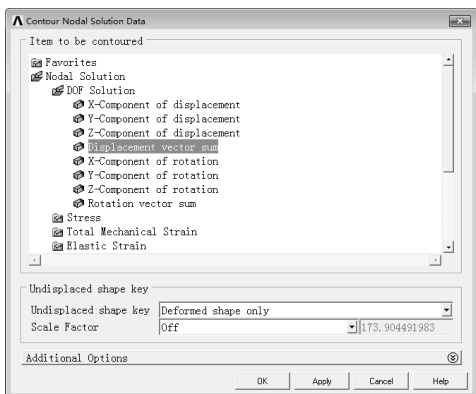 Contour Nodal Solution Data
Item to be contoured
Favorites
Nodal Solution
DOF Solution
X-Component of displacement
Y-Component of displacement
Z-Component of displacement
Displacement vector sum
X-Component of rotation
Y-Component of rotation
Z-Component of rotation
Rotation vector sum
Stress
Total Mechanical Strain
Elastic Strain
Undisplaced shape key
Undisplaced shape key Deformed shape only
Scale Factor Off 173.904491983
Additional Options
OK Apply Cancel Help